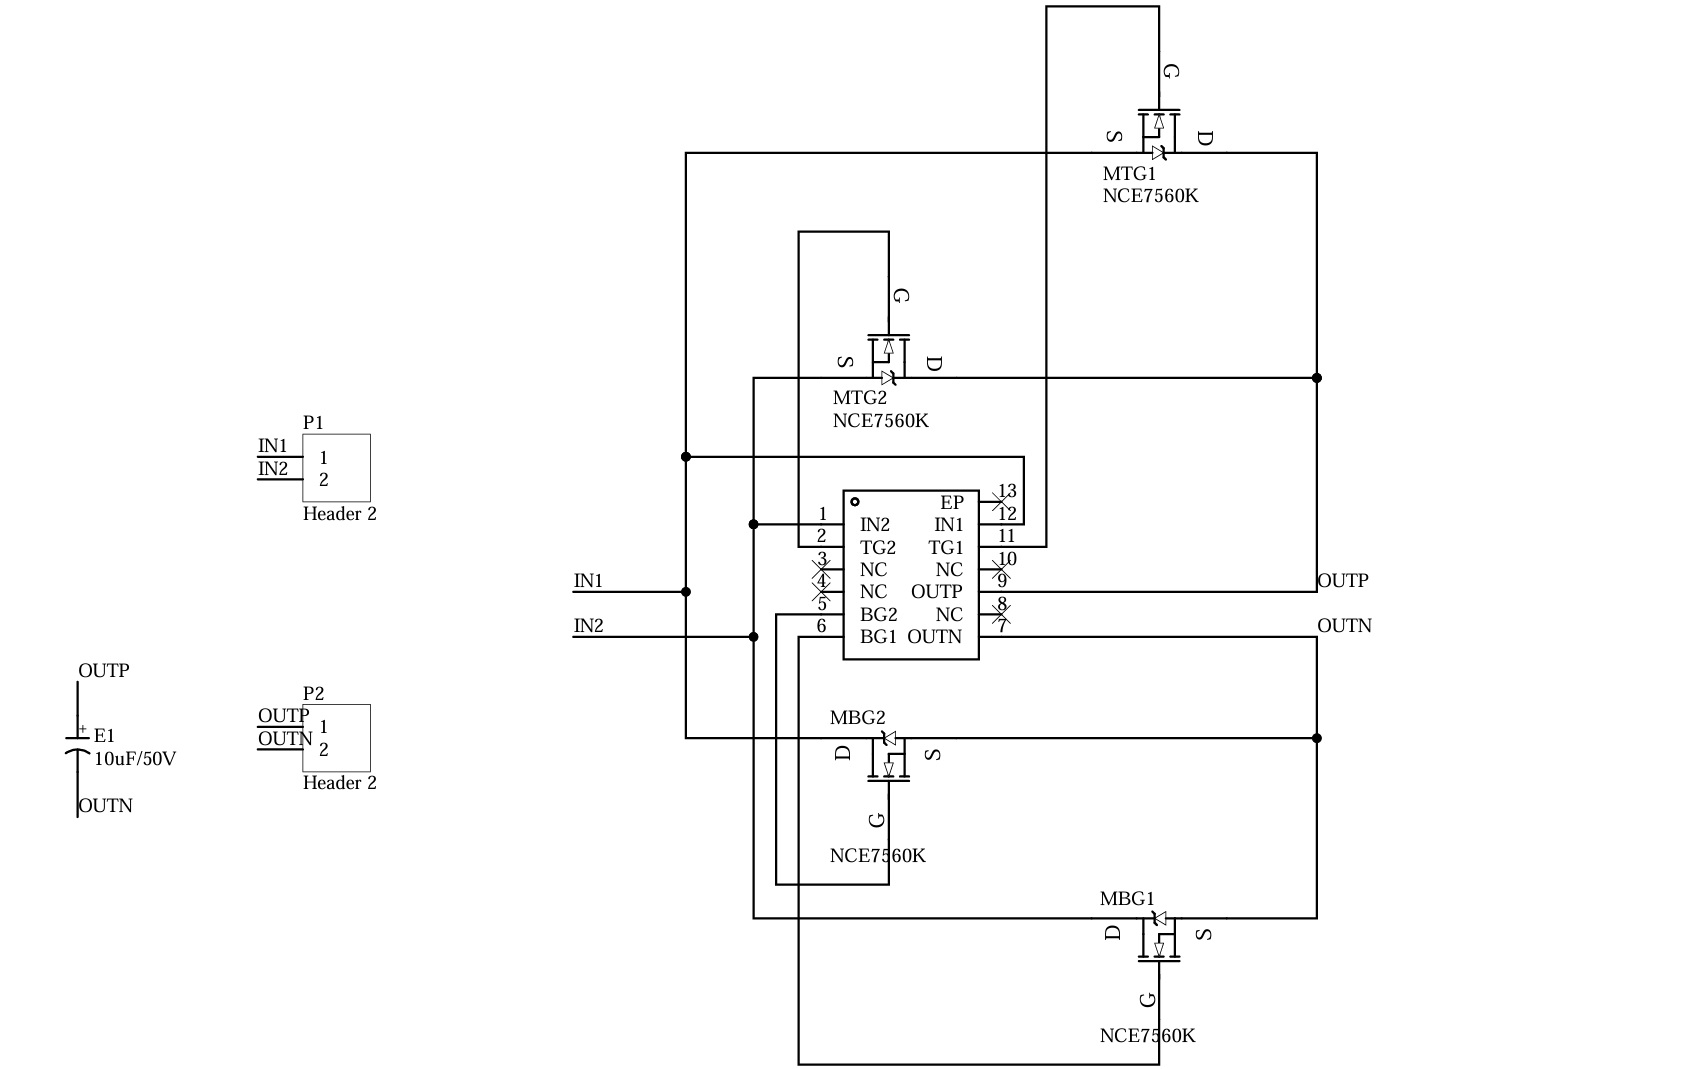 G
S
D
MTG1
NCE7560K
G
S
D
MTG2
NCE7560K
P1
IN1
1
IN2
2
Header 2
13
EP
1
12
IN2
IN1
2
11
TG2
TG1
3
10
NC
NC
4
9
NC
OUTP
5
8
BG2
NC
6
7
BG1
OUTN
IN1
OUTP
IN2
OUTN
OUTP
+
E1
10uF/50V
OUTN
P2
OUTP
1
OUTN
2
Header 2
MBG2
D
S
G
NCE7560K
MBG1
D
S
G
NCE7560K